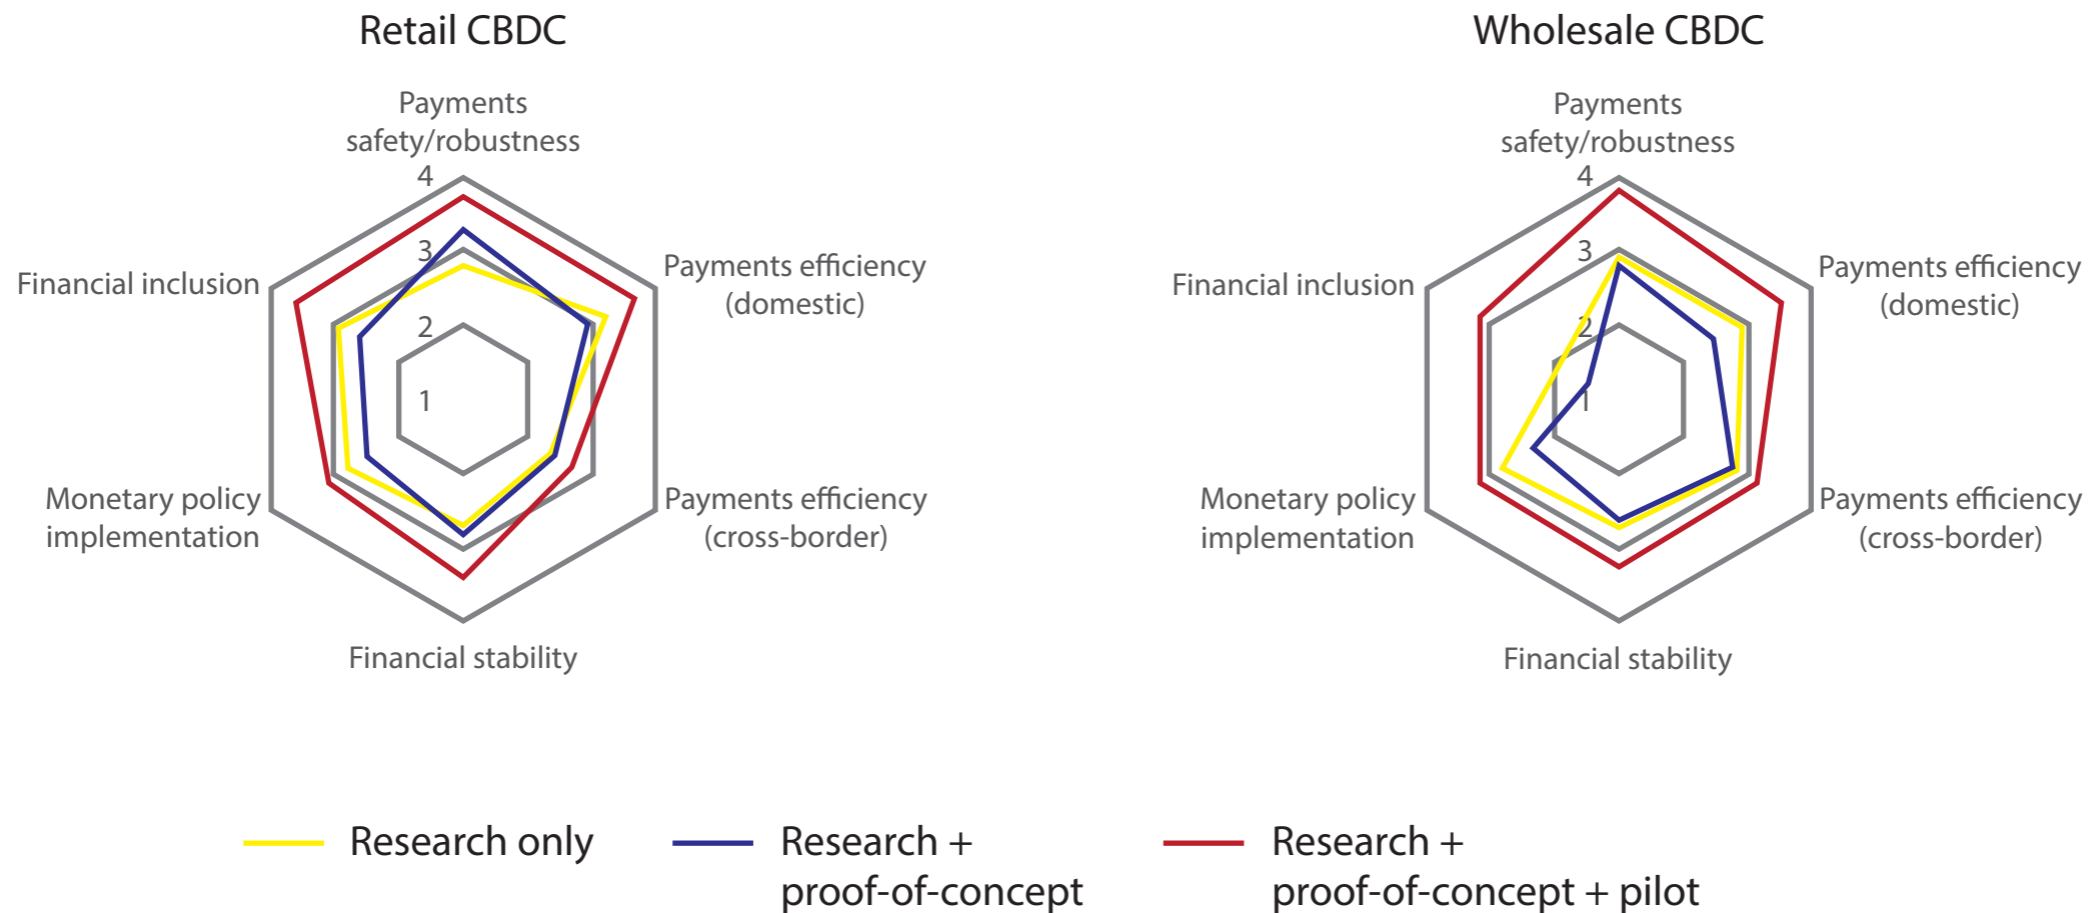 Retail CBDC
Payments
safety/robustness
4
3
2
1
Financial inclusion
Payments efficiency
(domestic)
Monetary policy
implementation
Payments efficiency
(cross-border)
Financial stability
Wholesale CBDC
Payments
safety/robustness
4
3
2
1
Financial inclusion
Payments efficiency
(domestic)
Monetary policy
implementation
Payments efficiency
(cross-border)
Financial stability
Research only
Research +
proof-of-concept
Research +
proof-of-concept + pilot